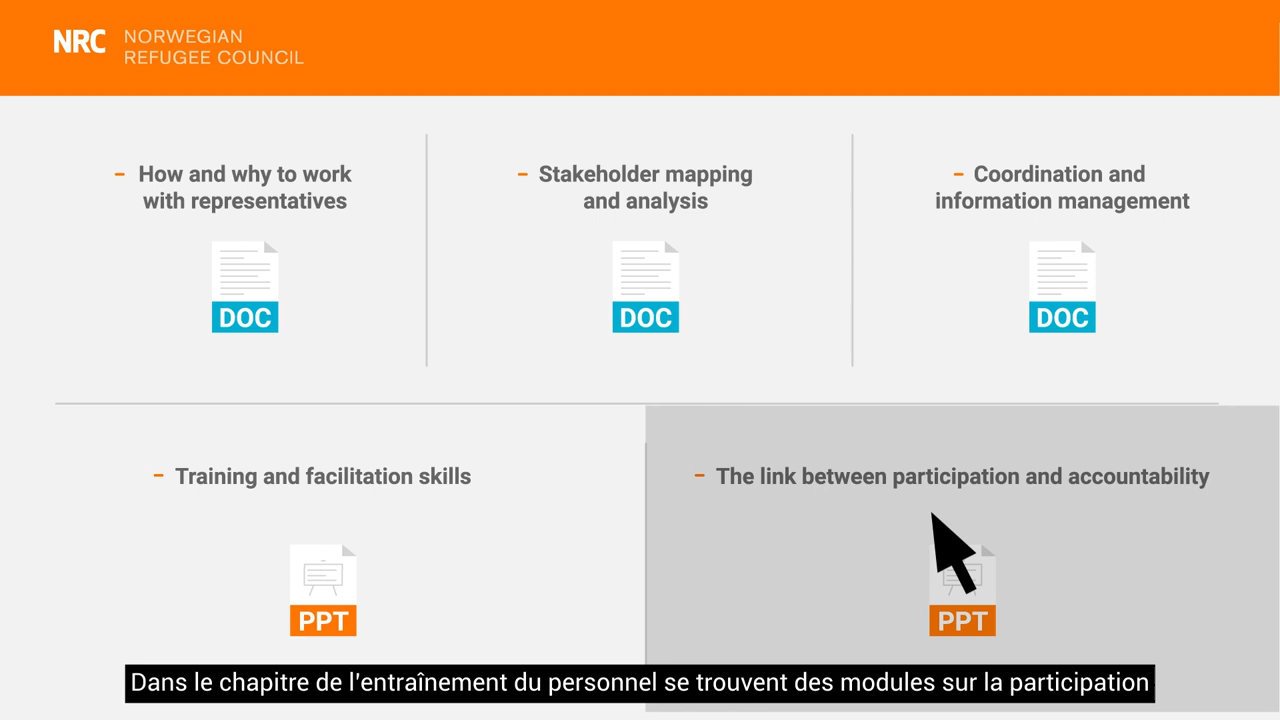 NRC
NORWEGIAN
REFUGEE COUNCIL
– How and why to work
with representatives
DOC
– Stakeholder mapping
and analysis
DOC
– Coordination and
information management
DOC
– Training and facilitation skills
PPT
– The link between participation and accountability
PPT
Dans le chapitre de l'entraînement du personnel se trouvent des modules sur la participation